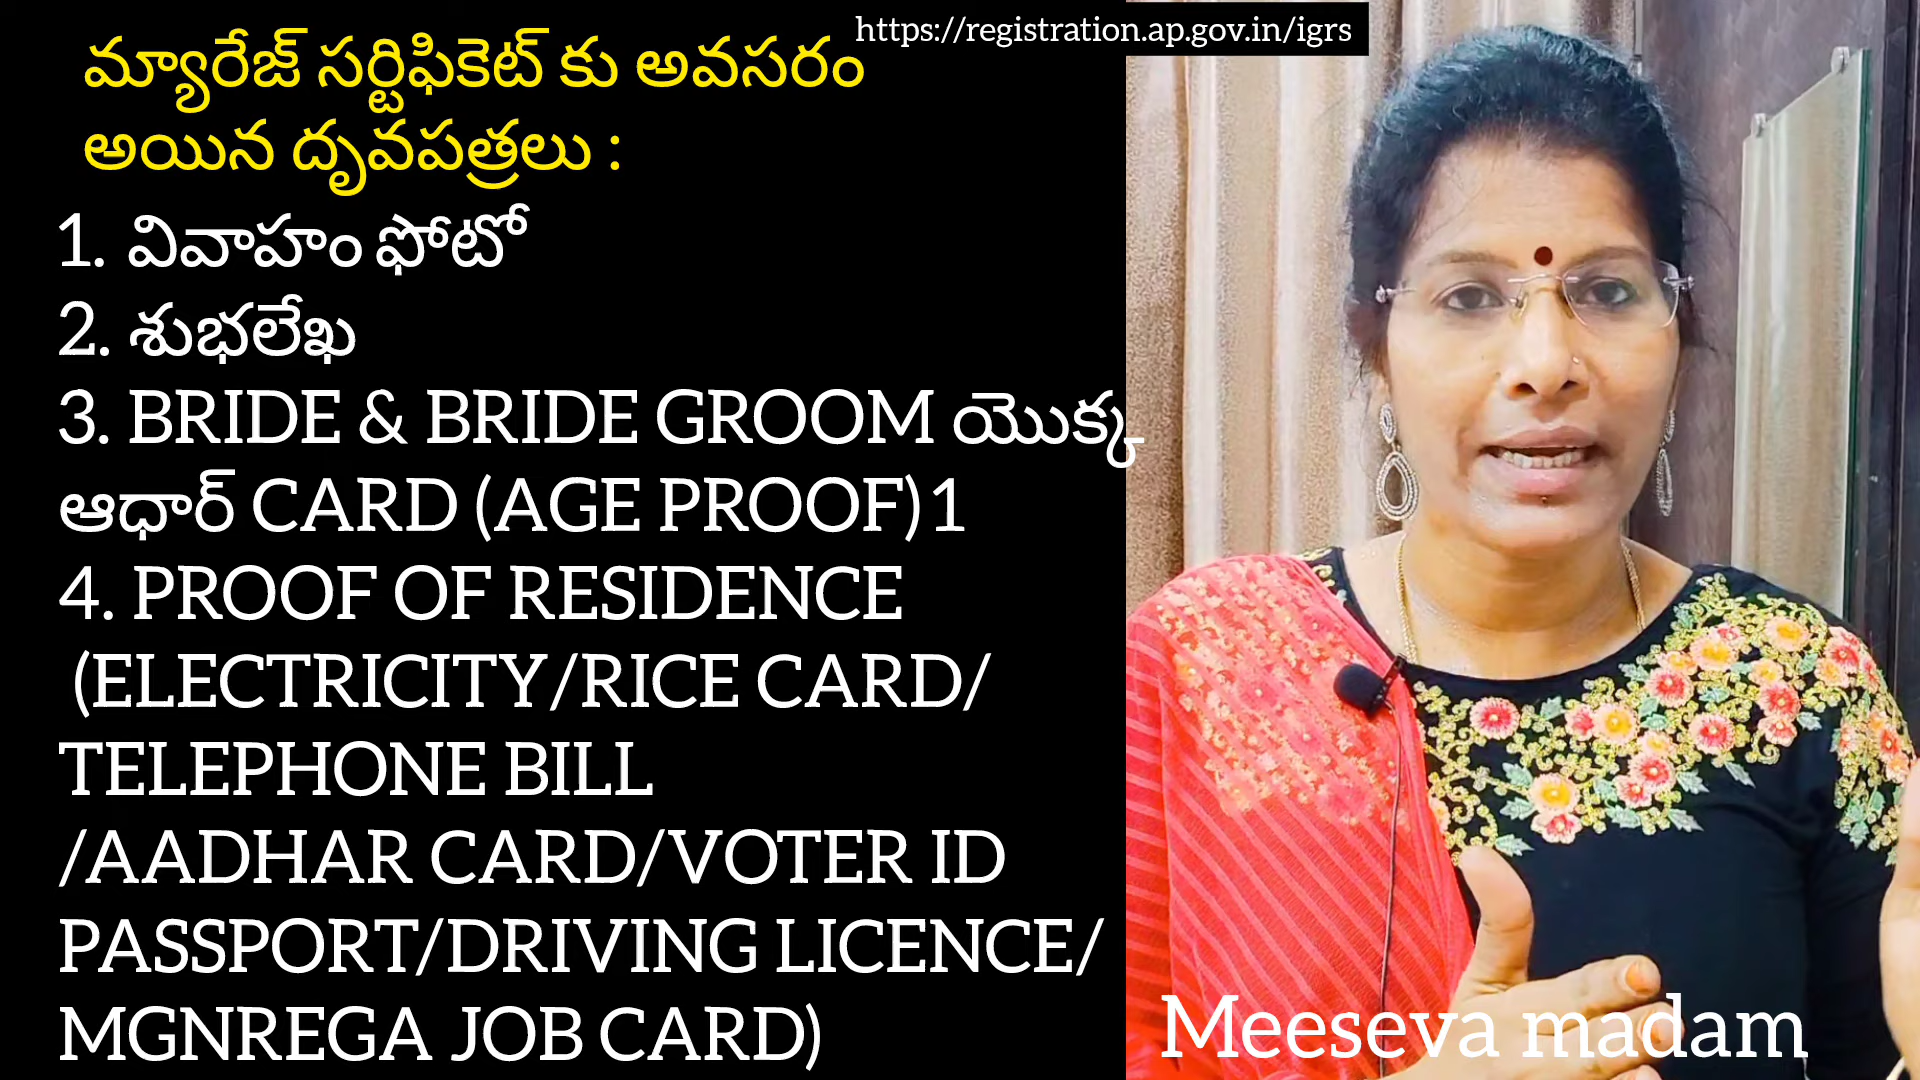 https://registration.ap.gov.in/igrs
మ్యారేజ్ సర్టిఫికెట్ కు అవసరం
అయిన దృవపత్రలు :
1. వివాహం ఫోటో
2. శుభలేఖ
3. BRIDE & BRIDE GROOM యొక్క
ఆధార్ CARD (AGE PROOF)1
4. PROOF OF RESIDENCE
(ELECTRICITY/RICE CARD/
TELEPHONE BILL
/AADHAR CARD/VOTER ID
PASSPORT/DRIVING LICENCE/
MGNREGA JOB CARD)
Meeseva madam